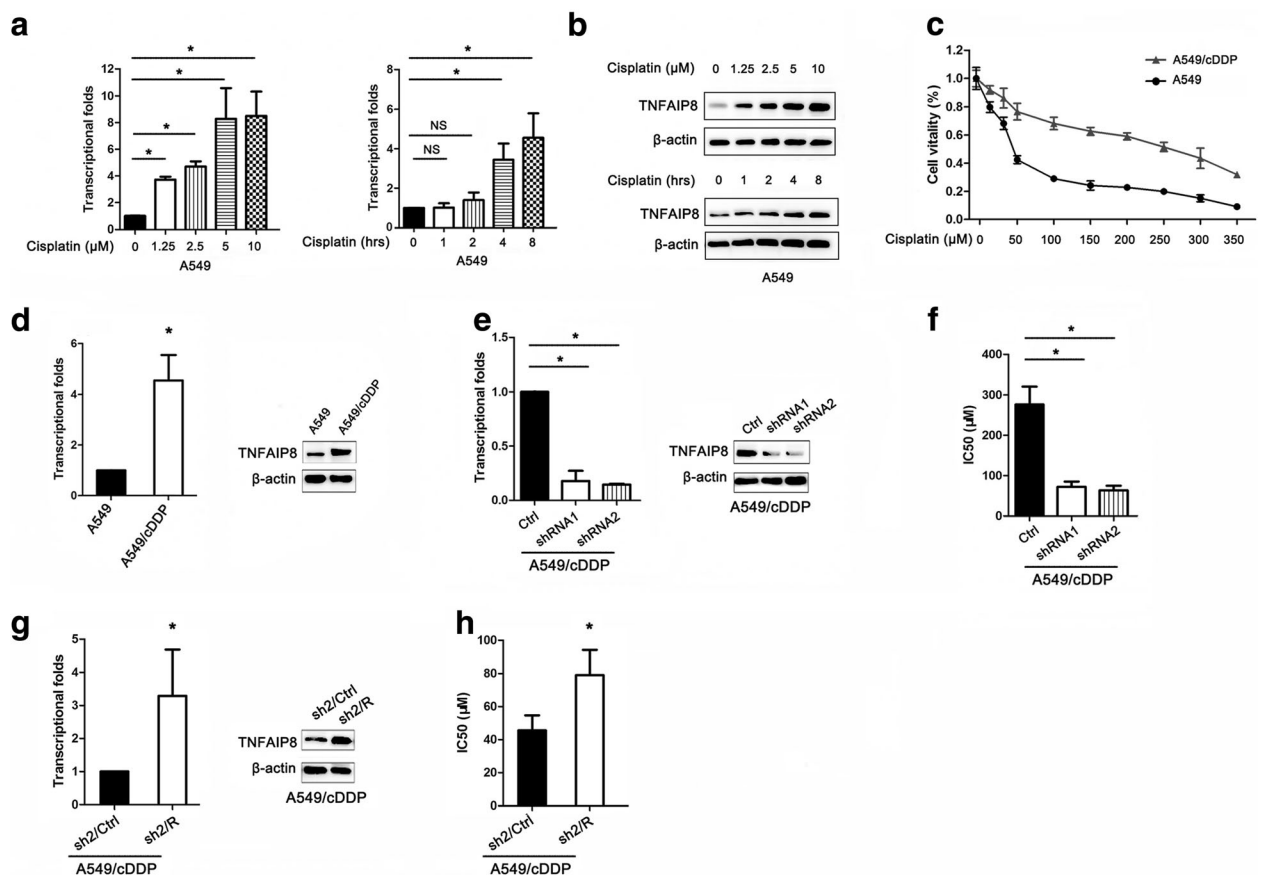 a
*
*
*
*
Transcriptional folds
12
10
8
6
4
2
0
Cisplatin (μM) 0 1.25 2.5 5 10
A549
*
*
NS
NS
Transcriptional folds
8
6
4
2
0
Cisplatin (hrs) 0 1 2 4 8
A549
b
Cisplatin (μM) 0 1.25 2.5 5 10
TNFAIP8
β-actin
Cisplatin (hrs) 0 1 2 4 8
TNFAIP8
β-actin
A549
c
A549/cDDP
A549
Cell vitality (%)
1.2
1.0
0.8
0.6
0.4
0.2
0.0
Cisplatin (μM) 0 50 100 150 200 250 300 350
d
*
Transcriptional folds
6
4
2
0
A549
A549/cDDP
A549
A549/cDDP
TNFAIP8
β-actin
e
*
*
Transcriptional folds
1.5
1.0
0.5
0.0
Ctrl
shRNA1
shRNA2
A549/cDDP
Ctrl
shRNA1
shRNA2
TNFAIP8
β-actin
A549/cDDP
f
*
*
IC50 (μM)
400
300
200
100
0
Ctrl
shRNA1
shRNA2
A549/cDDP
g
*
Transcriptional folds
5
4
3
2
1
0
sh2/Ctrl
sh2/R
A549/cDDP
sh2/Ctrl
sh2/R
TNFAIP8
β-actin
A549/cDDP
h
*
IC50 (μM)
100
80
60
40
20
0
sh2/Ctrl
sh2/R
A549/cDDP